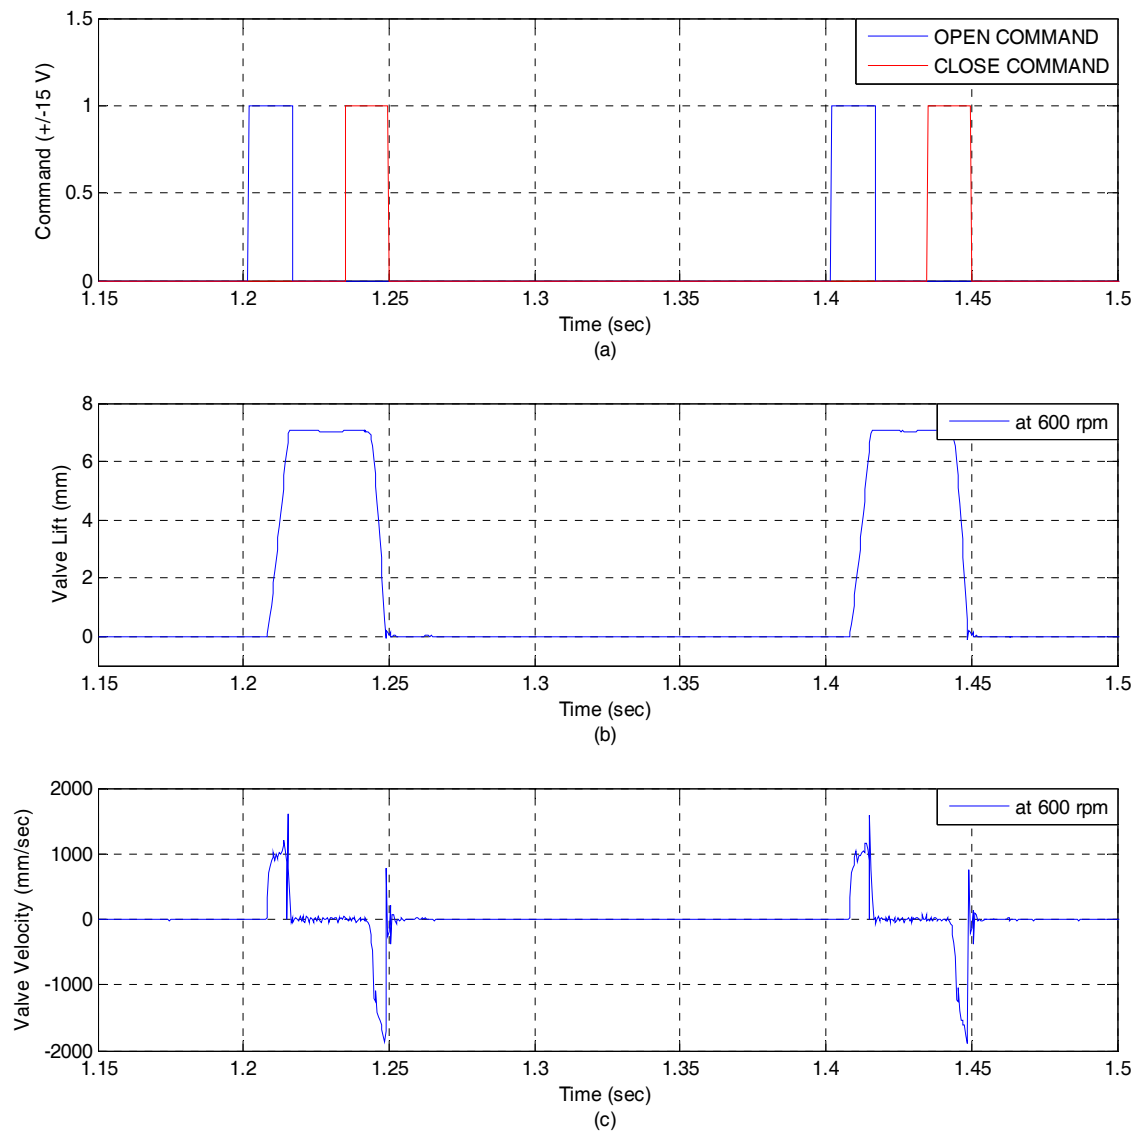 1.5
1
0.5
0
Command (+/-15 V)
OPEN COMMAND
CLOSE COMMAND
1.15 1.2 1.25 1.3 1.35 1.4 1.45 1.5
Time (sec)
(a)
8
6
4
2
0
Valve Lift (mm)
at 600 rpm
1.15 1.2 1.25 1.3 1.35 1.4 1.45 1.5
Time (sec)
(b)
2000
1000
0
-1000
-2000
Valve Velocity (mm/sec)
at 600 rpm
1.15 1.2 1.25 1.3 1.35 1.4 1.45 1.5
Time (sec)
(c)